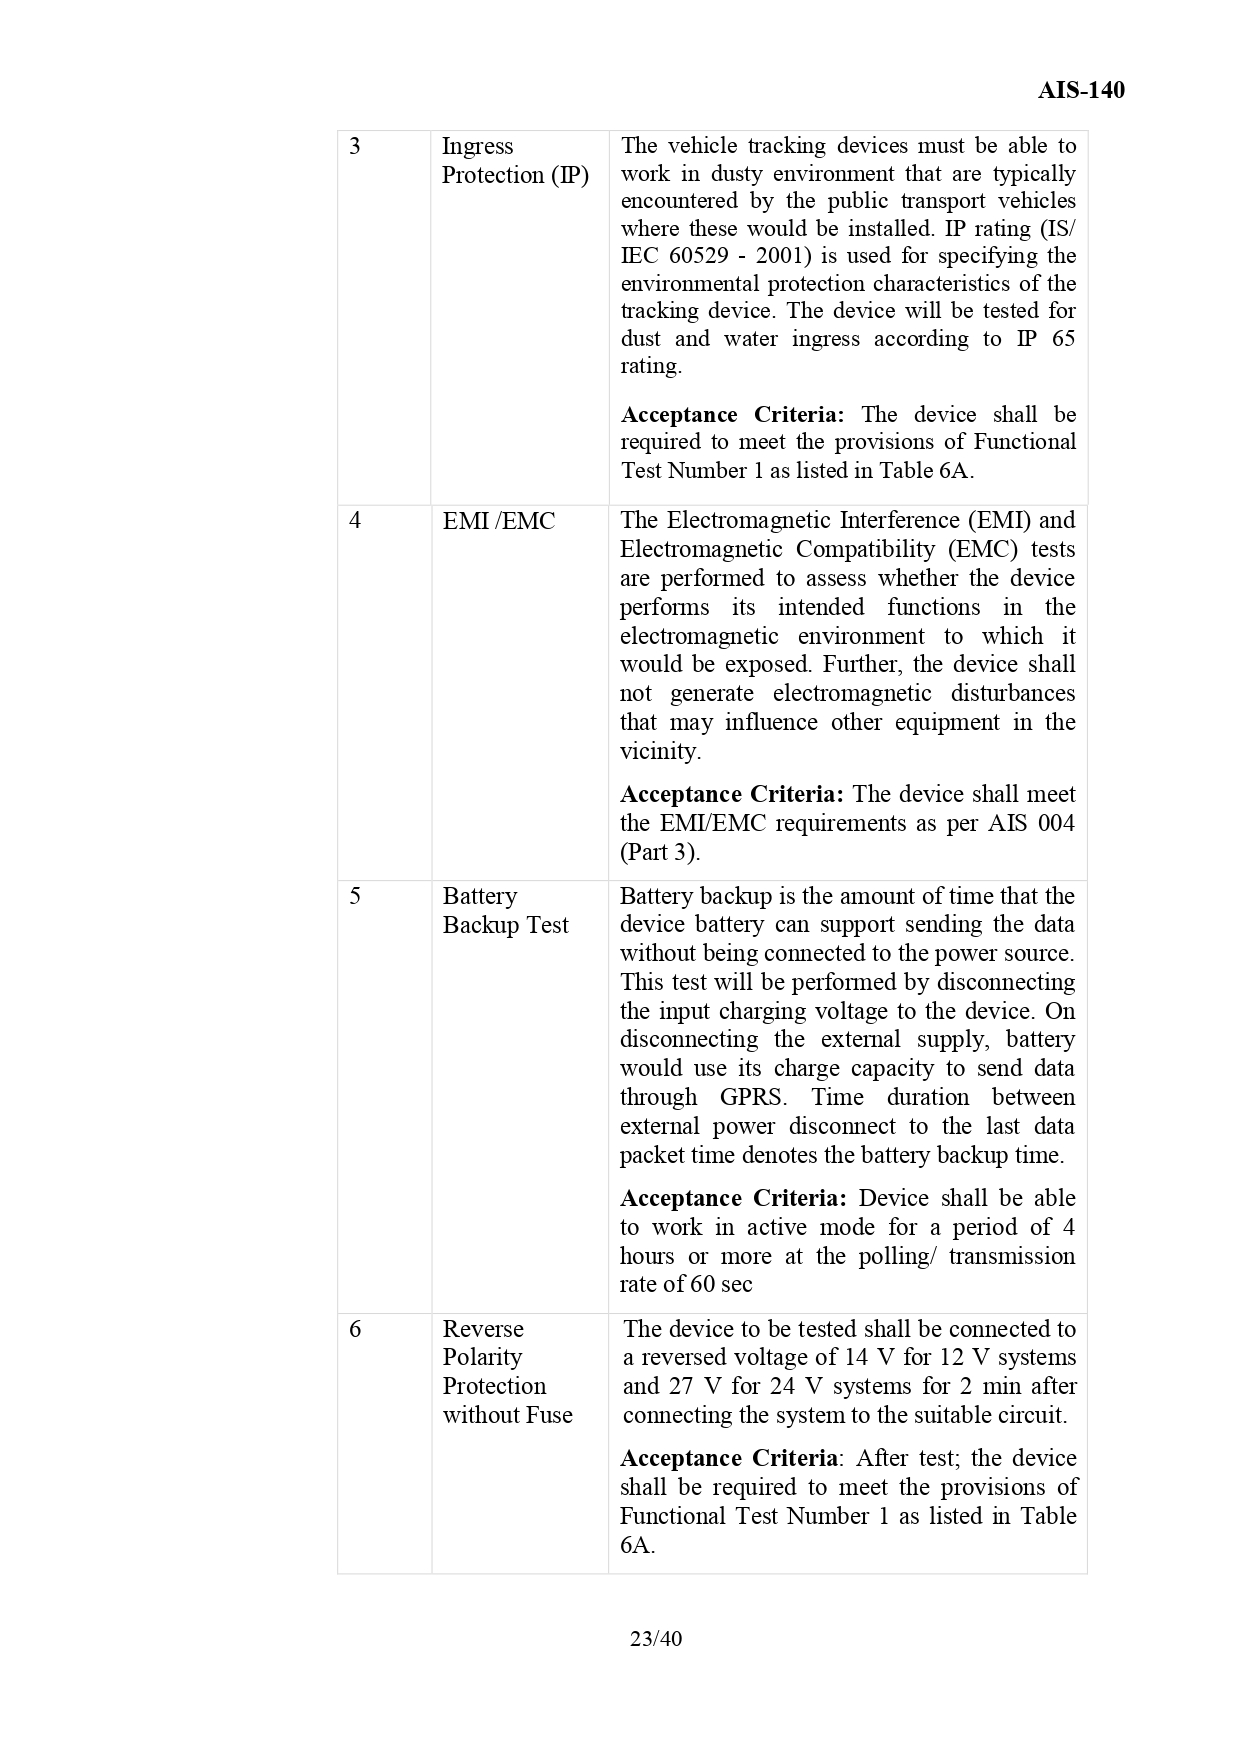 AIS-140
3
Ingress
Protection (IP)
The vehicle tracking devices must be able to
work in dusty environment that are typically
encountered by the public transport vehicles
where these would be installed. IP rating (IS/
IEC 60529 - 2001) is used for specifying the
environmental protection characteristics of the
tracking device. The device will be tested for
dust and water ingress according to IP 65
rating.
Acceptance Criteria: The device shall be
required to meet the provisions of Functional
Test Number 1 as listed in Table 6A.
4
EMI /EMC
The Electromagnetic Interference (EMI) and
Electromagnetic Compatibility (EMC) tests
are performed to assess whether the device
performs its intended functions in the
electromagnetic environment to which it
would be exposed. Further, the device shall
not generate electromagnetic disturbances
that may influence other equipment in the
vicinity.
Acceptance Criteria: The device shall meet
the EMI/EMC requirements as per AIS 004
(Part 3).
5
Battery
Backup Test
Battery backup is the amount of time that the
device battery can support sending the data
without being connected to the power source.
This test will be performed by disconnecting
the input charging voltage to the device. On
disconnecting the external supply, battery
would use its charge capacity to send data
through GPRS. Time duration between
external power disconnect to the last data
packet time denotes the battery backup time.
Acceptance Criteria: Device shall be able
to work in active mode for a period of 4
hours or more at the polling/ transmission
rate of 60 sec
6
Reverse
Polarity
Protection
without Fuse
The device to be tested shall be connected to
a reversed voltage of 14 V for 12 V systems
and 27 V for 24 V systems for 2 min after
connecting the system to the suitable circuit.
Acceptance Criteria: After test; the device
shall be required to meet the provisions of
Functional Test Number 1 as listed in Table
6A.
23/40